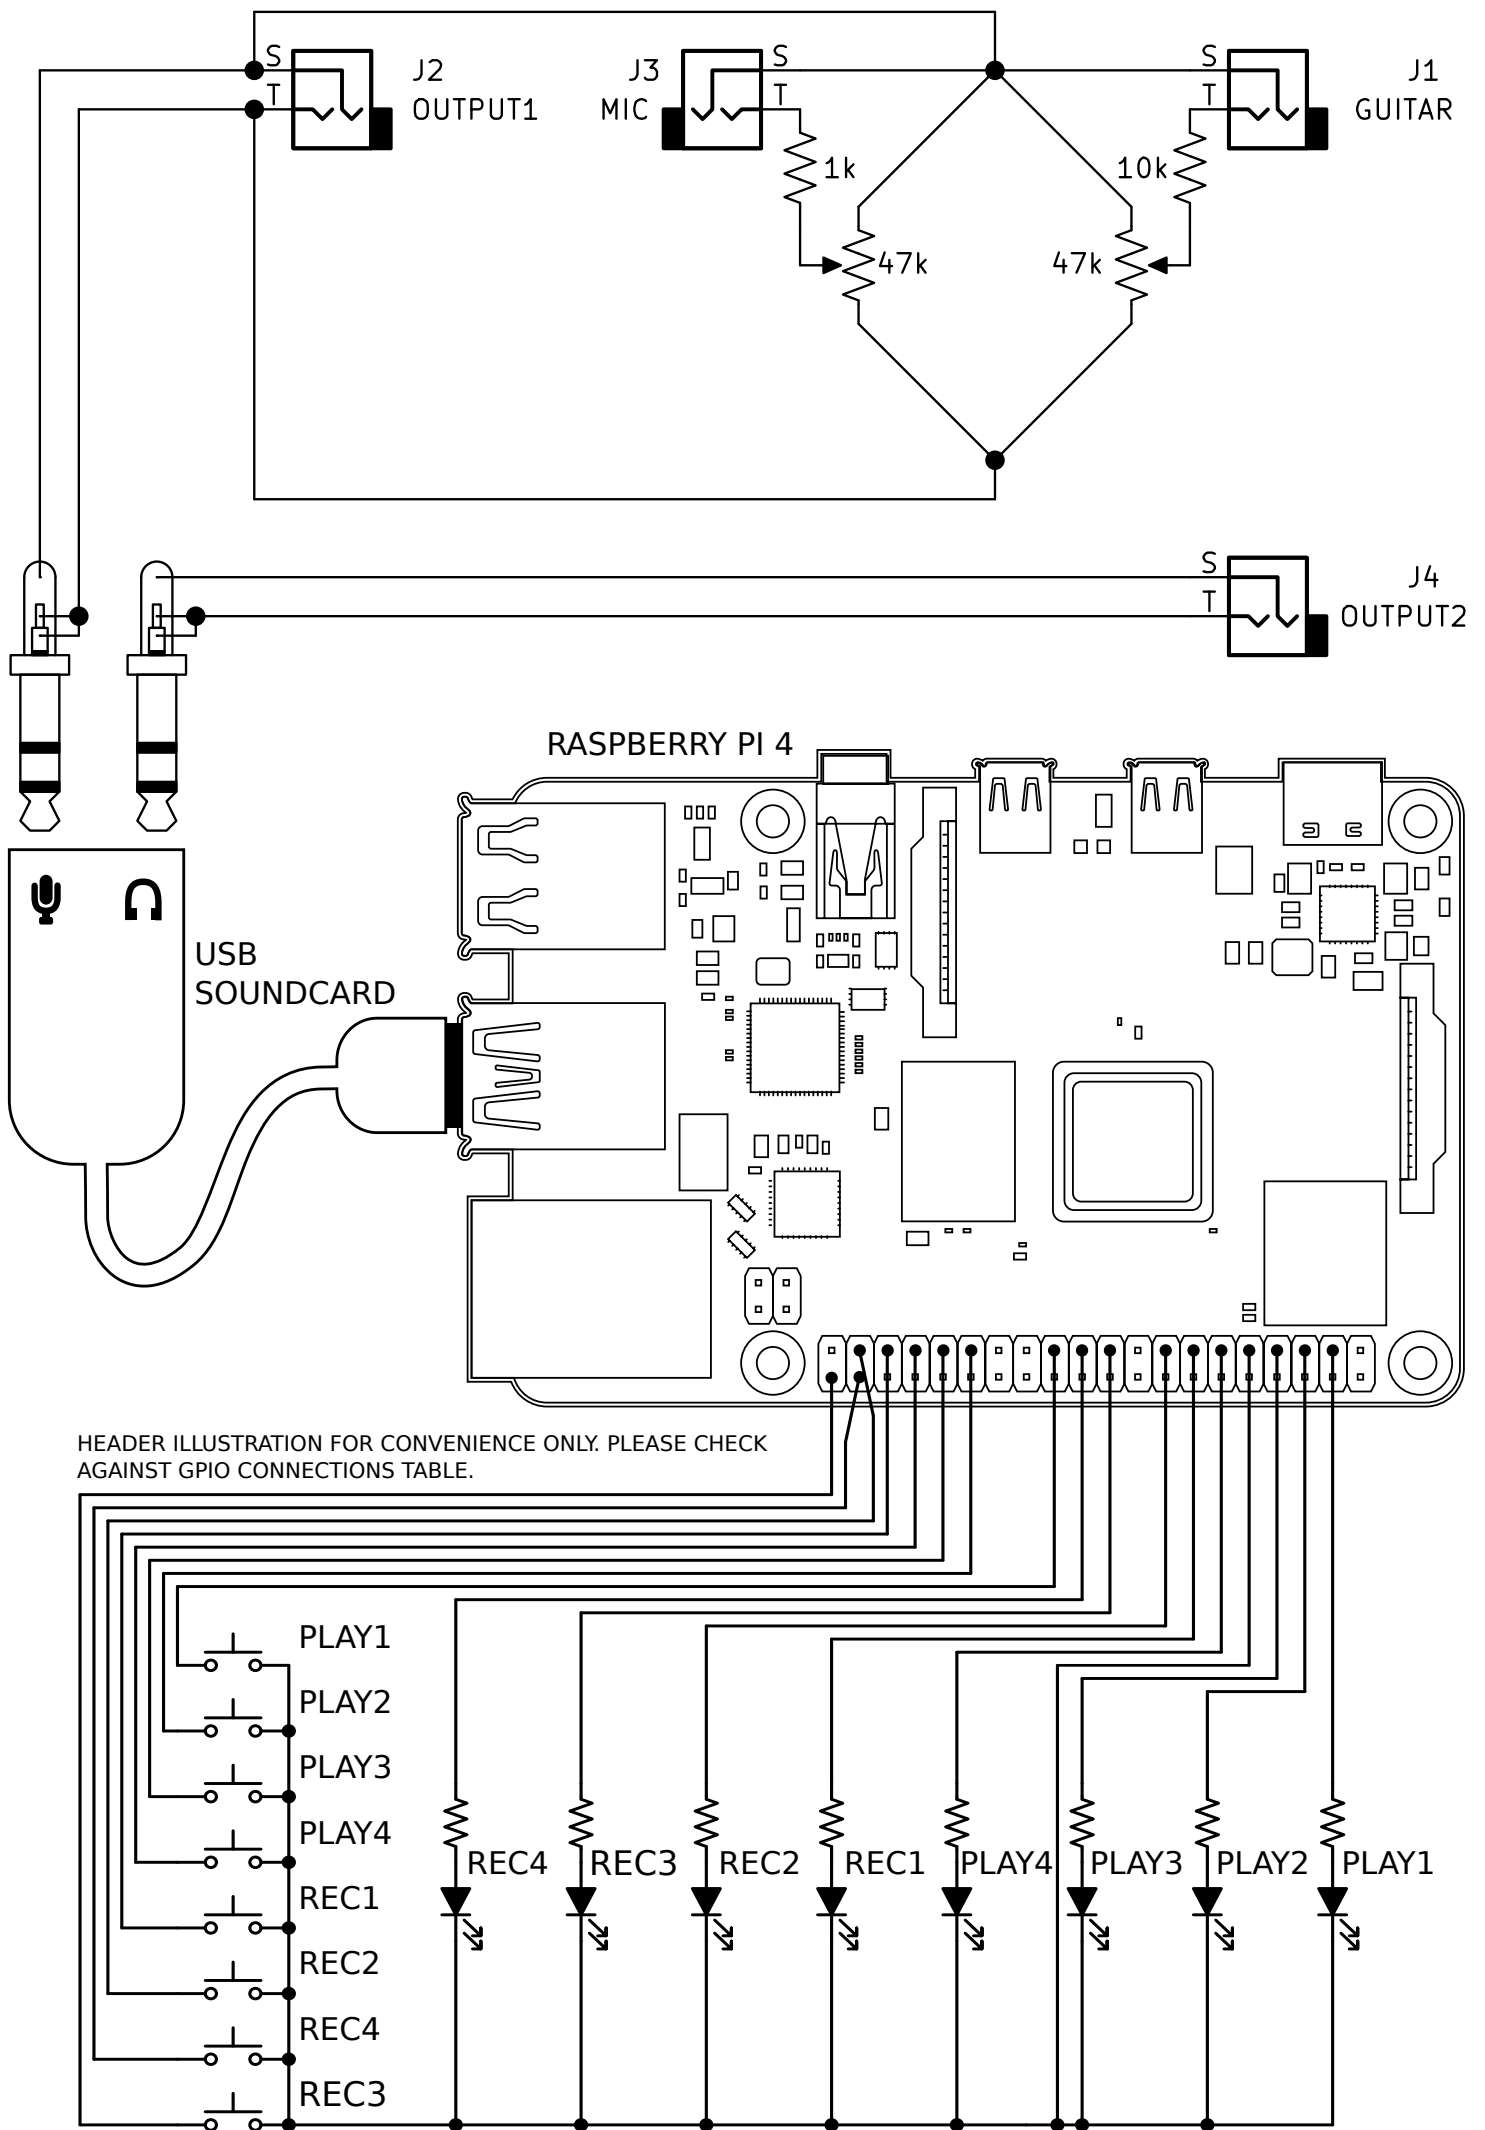 S
J2
J3
S
S
J1
T
OUTPUT1
MIC
T
T
GUITAR
1k
10k
47k
47k
S
J4
T
OUTPUT2
RASPBERRY PI 4
USB
SOUNDCARD
HEADER ILLUSTRATION FOR CONVENIENCE ONLY. PLEASE CHECK
AGAINST GPIO CONNECTIONS TABLE.
PLAY1
PLAY2
PLAY3
PLAY4
REC1
REC2
REC4
REC3
REC4
REC3
REC2
REC1
PLAY4
PLAY3
PLAY2
PLAY1